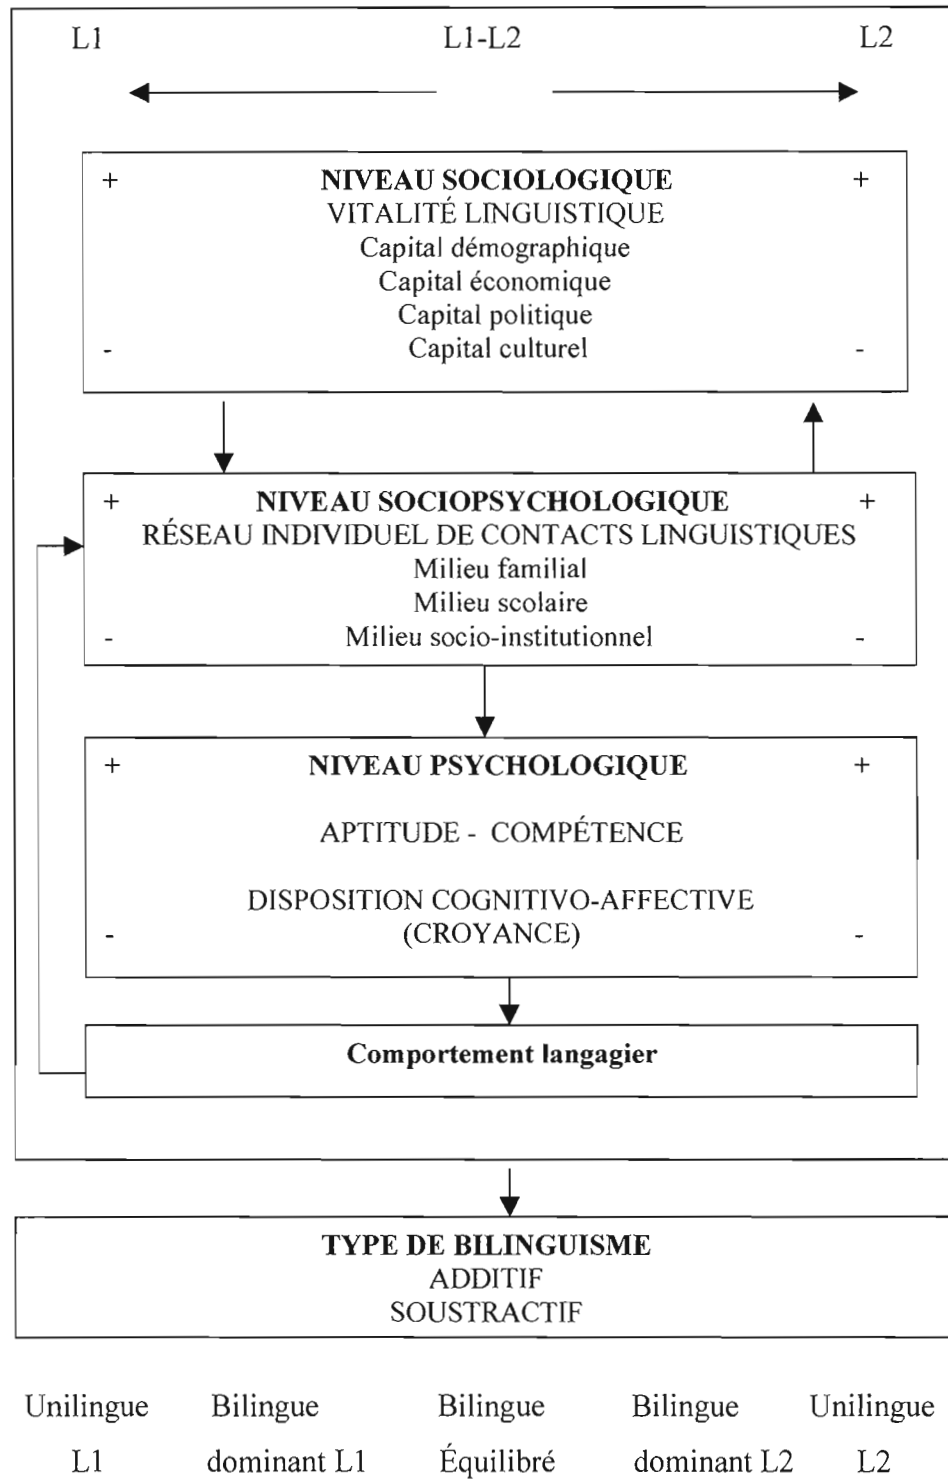 L1 L1-L2 L2
+ NIVEAU SOCIOLOGIQUE +
VITALITÉ LINGUISTIQUE
Capital démographique
Capital économique
Capital politique
- Capital culturel -
+ NIVEAU SOCIOPSYCHOLOGIQUE +
RÉSEAU INDIVIDUEL DE CONTACTS LINGUISTIQUES
Milieu familial
Milieu scolaire
- Milieu socio-institutionnel -
+ NIVEAU PSYCHOLOGIQUE +
APTITUDE - COMPÉTENCE
DISPOSITION COGNITIVO-AFFECTIVE
- (CROYANCE) -
Comportement langagier
TYPE DE BILINGUISME
ADDITIF
SOUSTRACTIF
Unilingue Bilingue Bilingue Bilingue Unilingue
L1 dominant L1 Équilibré dominant L2 L2